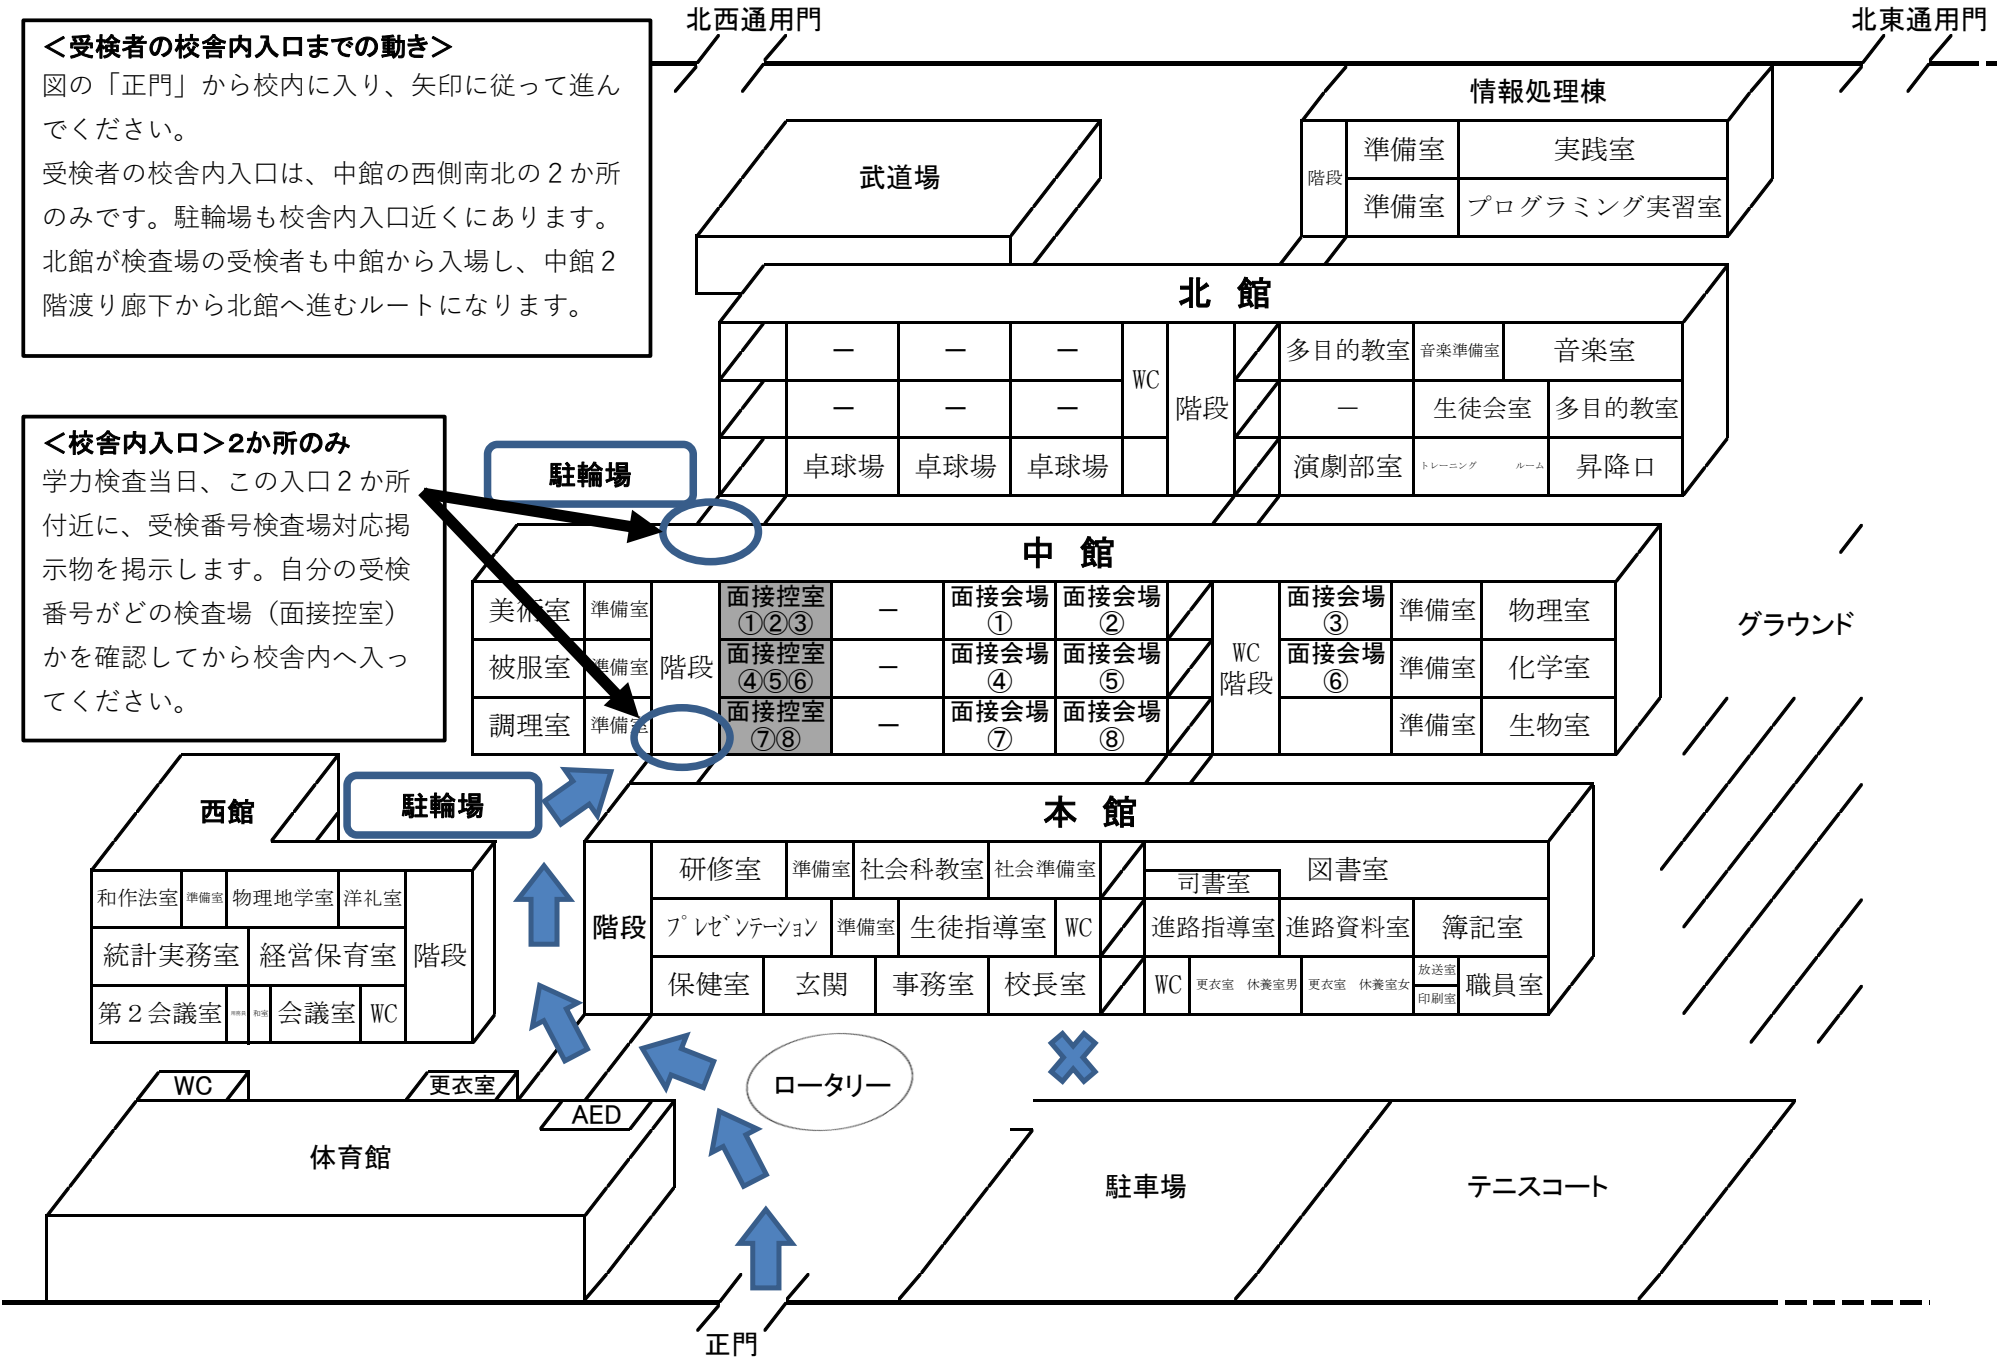 北西通用門
北東通用門
＜受検者の校舎内入口までの動き＞
図の「正門」から校内に入り、矢印に従って進ん
でください。
受検者の校舎内入口は、中館の西側南北の２か所
のみです。駐輪場も校舎内入口近くにあります。
北館が検査場の受検者も中館から入場し、中館２
階渡り廊下から北館へ進むルートになります。
情報処理棟
階段 準備室 実践室
準備室 プログラミング実習室
武道場
北 館
－ － － WC 階段 多目的教室 音楽準備室 音楽室
－ － － － 生徒会室 多目的教室
卓球場 卓球場 卓球場 演劇部室 トレーニング ルーム 昇降口
＜校舎内入口＞2か所のみ
学力検査当日、この入口２か所
付近に、受検番号検査場対応掲
示物を掲示します。自分の受検
番号がどの検査場（面接控室）
かを確認してから校舎内へ入っ
てください。
駐輪場
中 館
美術室 準備室 階段 面接控室 － 面接会場 面接会場 WC 面接会場 準備室 物理室
①②③ ① ② ③
被服室 準備室 面接控室 － 面接会場 面接会場 階段 面接会場 準備室 化学室
④⑤⑥ ④ ⑤ ⑥
調理室 準備室 面接控室 － 面接会場 面接会場 準備室 生物室
⑦⑧ ⑦ ⑧
グラウンド
駐輪場
西館
和作法室 準備室 物理地学室 洋礼室 階段
統計実務室 経営保育室
第２会議室 和室 会議室 WC
本 館
階段 研修室 準備室 社会科教室 社会準備室 司書室 図書室
プレゼンテーション 準備室 生徒指導室 WC 進路指導室 進路資料室 簿記室
保健室 玄関 事務室 校長室 WC 更衣室 休養室男 更衣室 休養室女 放送室 印刷室 職員室
ロータリー
WC
更衣室
AED
体育館
駐車場
テニスコート
正門